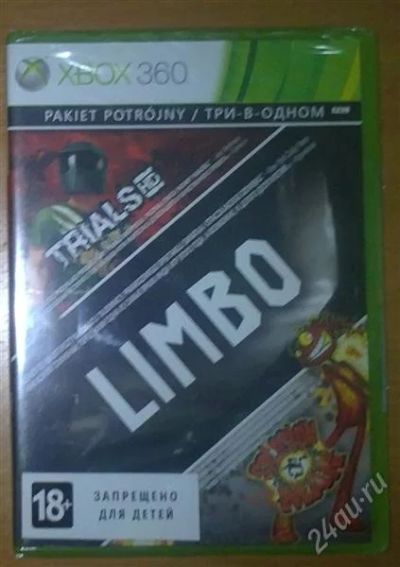 XBOX 360
PAKIET POTRÓJNY / ТРИ-В-ОДНОМ
TRIALS HD
LIMBO
18+
ЗАПРЕЩЕНО
ДЛЯ ДЕТЕЙ
24au.ru